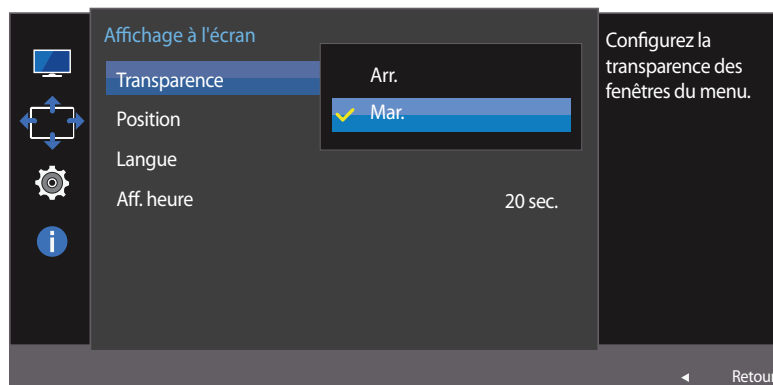 Affichage à l'écran
Transparence
Arr.
Mar.
Position
Langue
Aff. heure
20 sec.
Configurez la
transparence des
fenêtres du menu.
Retour